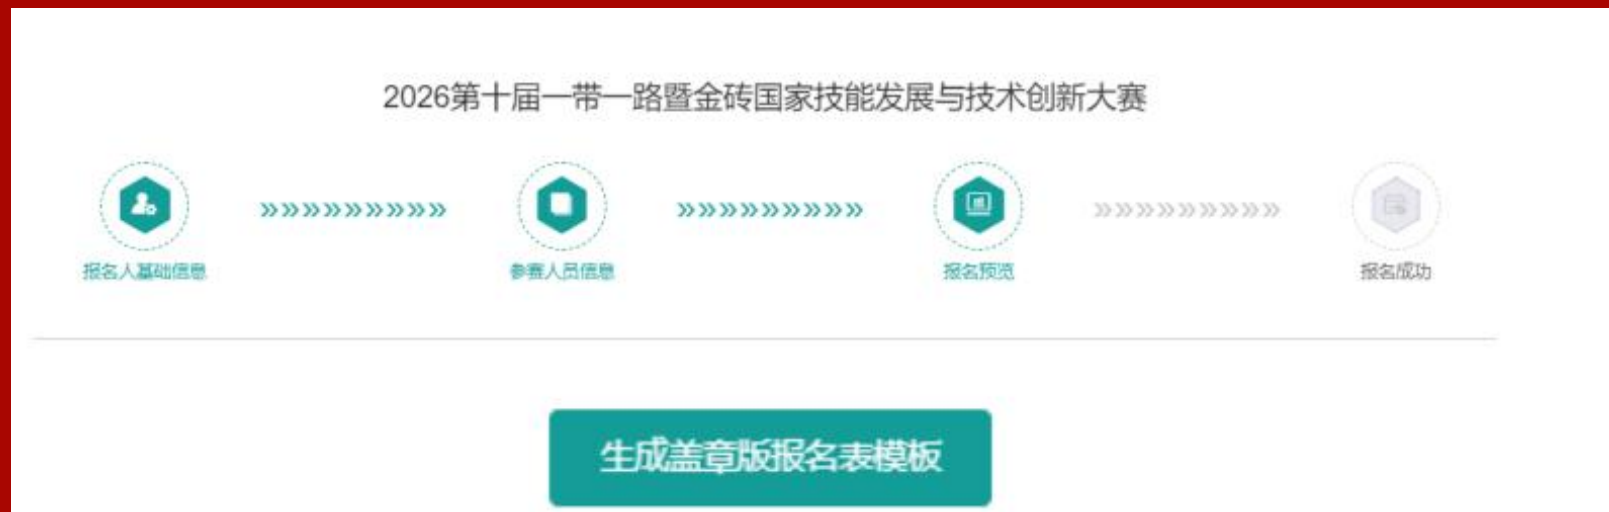 2026第十届一带一路暨金砖国家技能发展与技术创新大赛
报名人基础信息
参赛人员信息
报名预览
报名成功
生成盖章版报名表模板